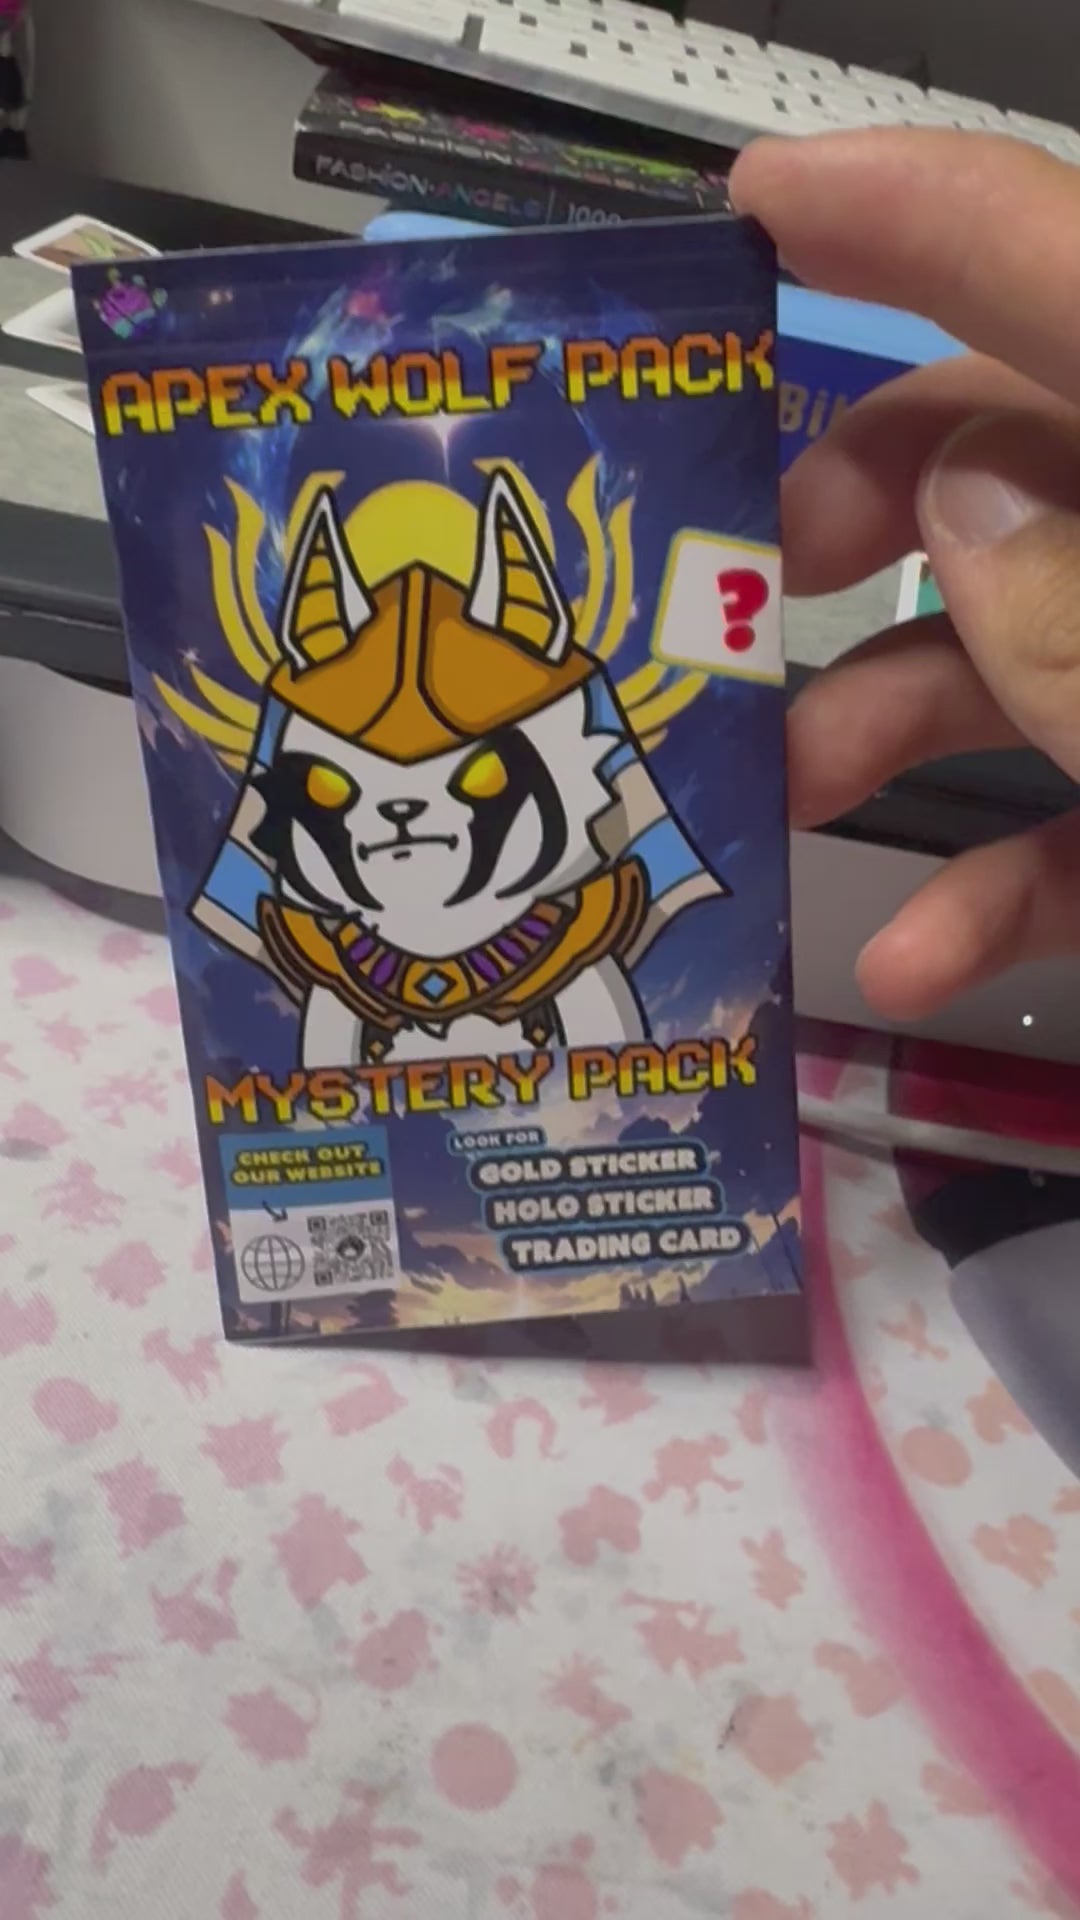 FASHION·ANGELS | 1000
APEX WOLF PACK
?
MYSTERY PACK
CHECK OUT
OUR WEBSITE
LOOK FOR
GOLD STICKER
HOLO STICKER
TRADING CARD